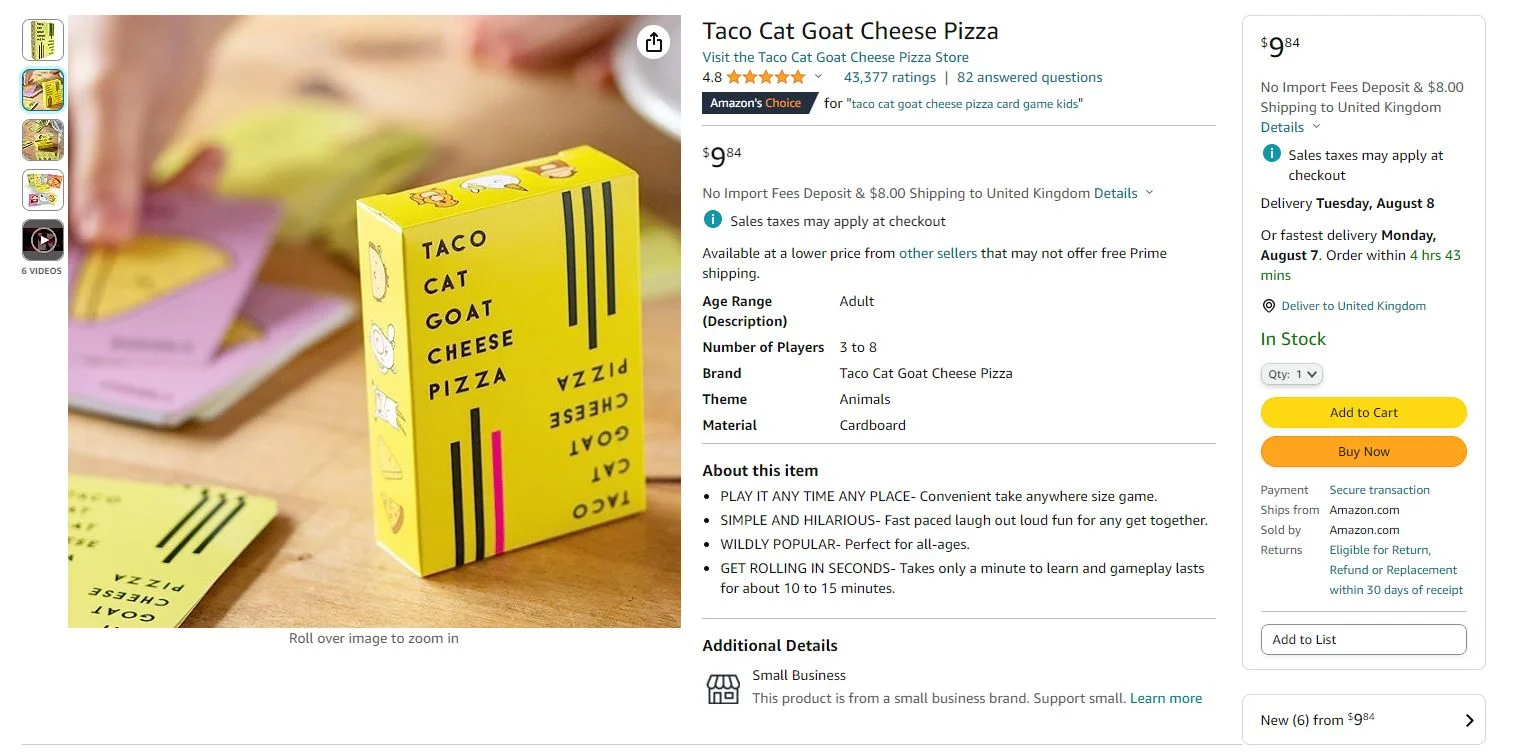 6 VIDEOS
TACO
CAT
GOAT
CHEESE
PIZZA
TACO
CAT
GOAT
CHEESE
PIZZA
PIZZA
CHEESE
GOAT
Roll over image to zoom in
Taco Cat Goat Cheese Pizza
Visit the Taco Cat Goat Cheese Pizza Store
4.8 43,377 ratings | 82 answered questions
Amazon's Choice for "taco cat goat cheese pizza card game kids"
$9 84
No Import Fees Deposit & $8.00 Shipping to United Kingdom Details
i Sales taxes may apply at checkout
Available at a lower price from other sellers that may not offer free Prime
shipping.
Age Range Adult
(Description)
Number of Players 3 to 8
Brand Taco Cat Goat Cheese Pizza
Theme Animals
Material Cardboard
About this item
• PLAY IT ANY TIME ANY PLACE- Convenient take anywhere size game.
• SIMPLE AND HILARIOUS- Fast paced laugh out loud fun for any get together.
• WILDLY POPULAR- Perfect for all-ages.
• GET ROLLING IN SECONDS- Takes only a minute to learn and gameplay lasts
for about 10 to 15 minutes.
Additional Details
Small Business
This product is from a small business brand. Support small. Learn more
$9 84
No Import Fees Deposit & $8.00
Shipping to United Kingdom
Details
i Sales taxes may apply at
checkout
Delivery Tuesday, August 8
Or fastest delivery Monday,
August 7. Order within 4 hrs 43
mins
Deliver to United Kingdom
In Stock
Qty: 1
Add to Cart
Buy Now
Payment Secure transaction
Ships from Amazon.com
Sold by Amazon.com
Returns Eligible for Return,
Refund or Replacement
within 30 days of receipt
Add to List
New (6) from $9 84